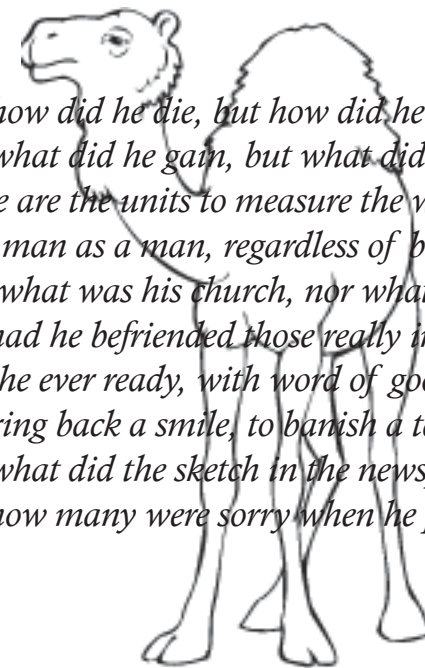 how did he die, but how did he
what did he gain, but what did
e are the units to measure the w
man as a man, regardless of b
what was his church, nor what
had he befriended those really i
he ever ready, with word of goo
ring back a smile, to banish a te
what did the sketch in the news
how many were sorry when he p